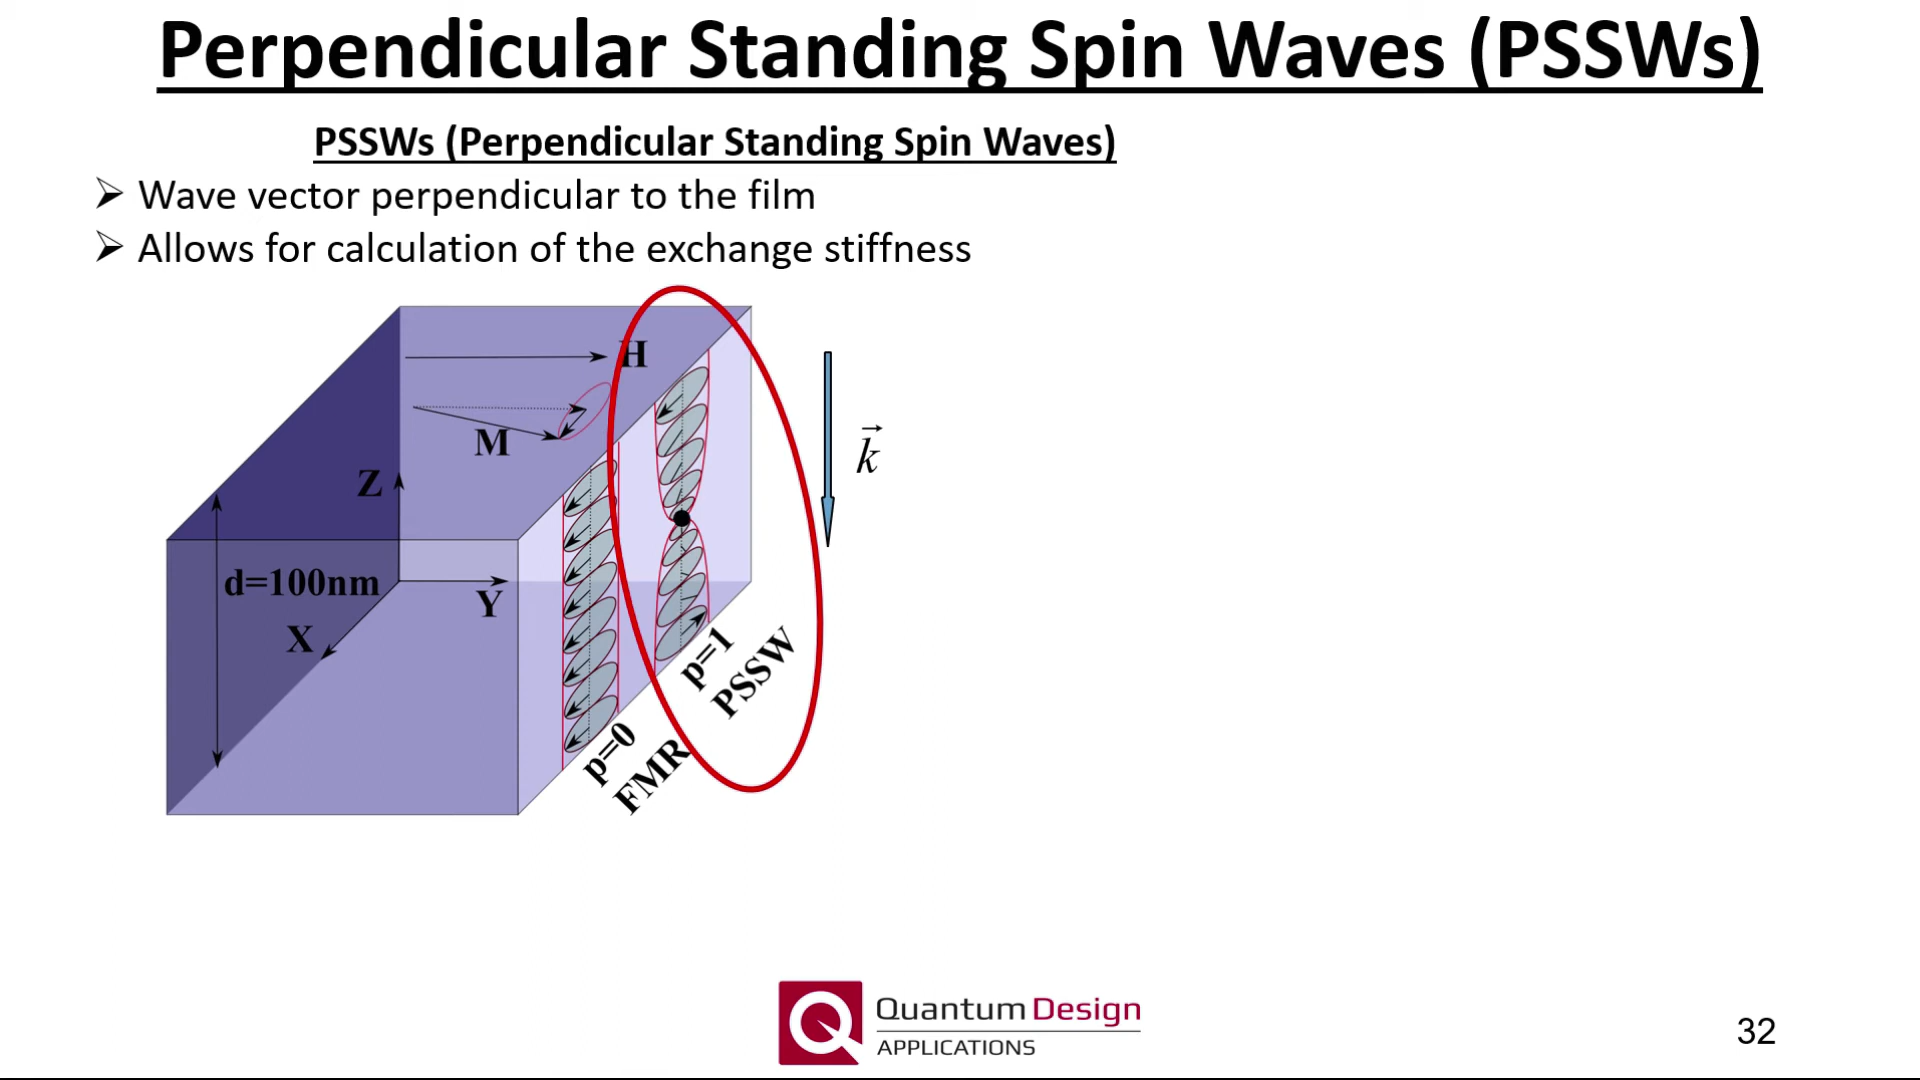 Perpendicular Standing Spin Waves (PSSWs)
PSSWs (Perpendicular Standing Spin Waves)
➢ Wave vector perpendicular to the film
➢ Allows for calculation of the exchange stiffness
H
M
Z
k⃗
d=100nm
Y
X
p=1
PSSW
p=0
FMR
Quantum Design
APPLICATIONS
32